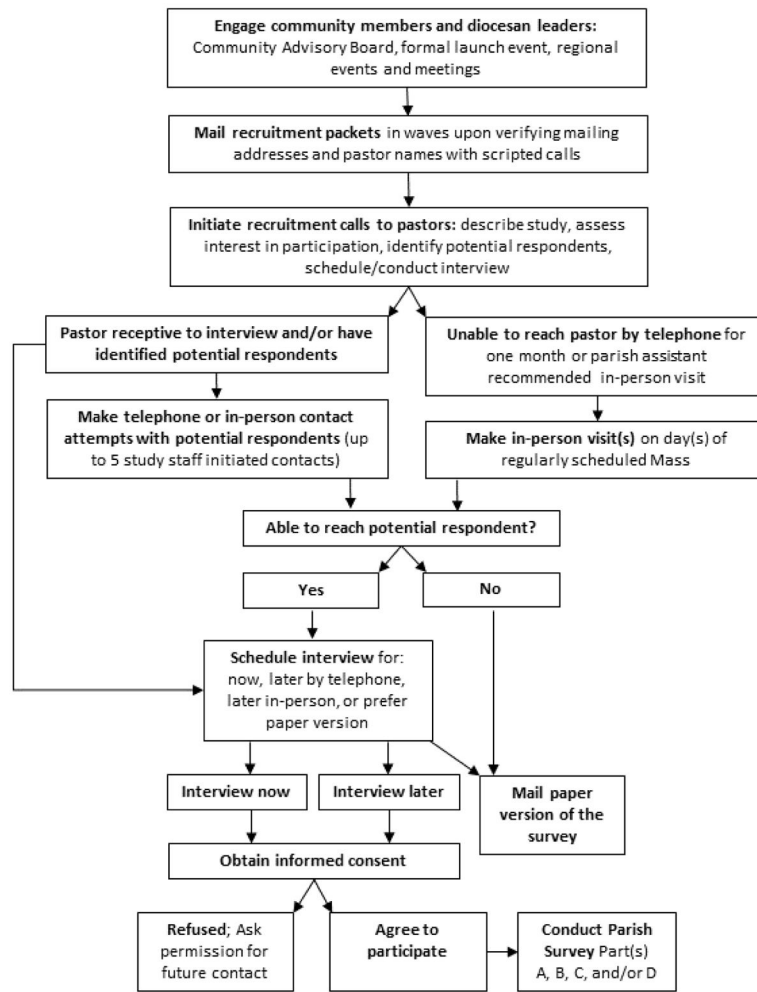 Engage community members and diocesan leaders:
Community Advisory Board, formal launch event, regional
events and meetings
Mail recruitment packets in waves upon verifying mailing
addresses and pastor names with scripted calls
Initiate recruitment calls to pastors: describe study, assess
interest in participation, identify potential respondents,
schedule/conduct interview
Pastor receptive to interview and/or have
identified potential respondents
Unable to reach pastor by telephone for
one month or parish assistant
recommended in-person visit
Make telephone or in-person contact
attempts with potential respondents (up
to 5 study staff initiated contacts)
Make in-person visit(s) on day(s) of
regularly scheduled Mass
Able to reach potential respondent?
Yes
No
Schedule interview for:
now, later by telephone,
later in-person, or prefer
paper version
Interview now
Interview later
Mail paper
version of the
survey
Obtain informed consent
Refused; Ask
permission for
future contact
Agree to
participate
Conduct Parish
Survey Part(s)
A, B, C, and/or D